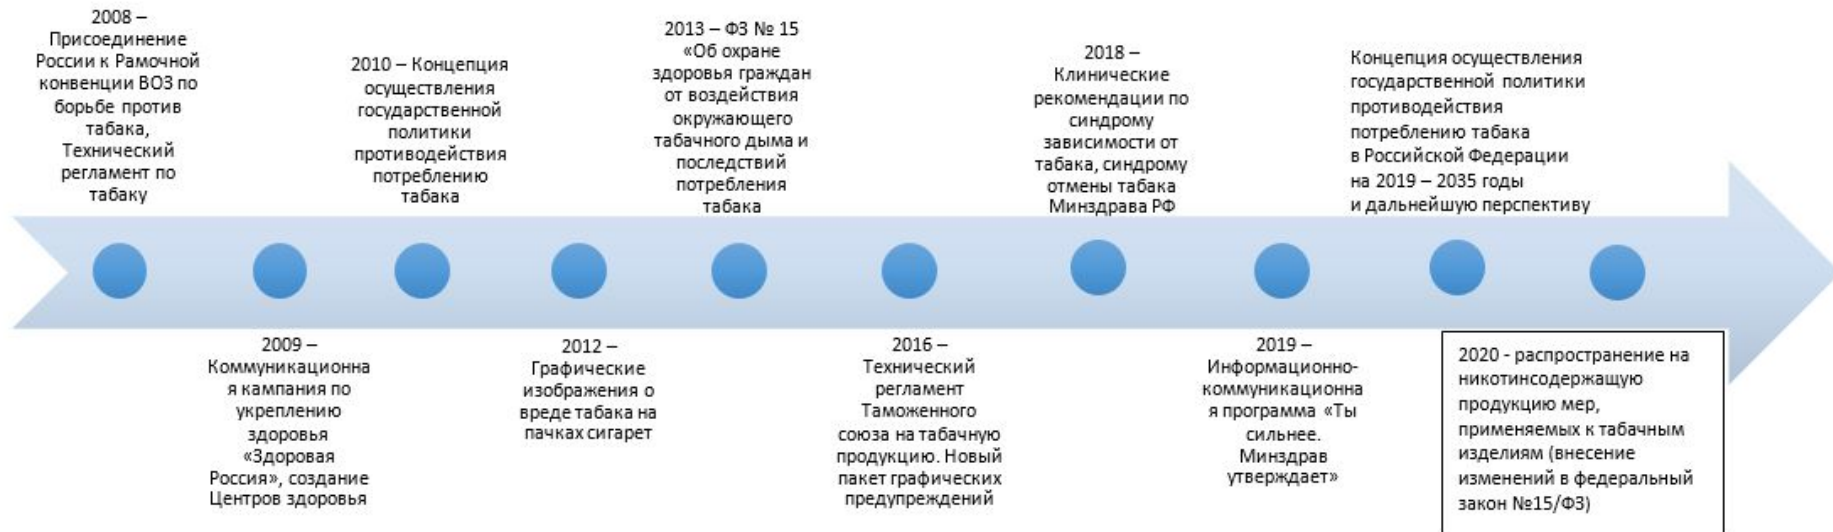 2008 –
Присоединение
России к Рамочной
конвенции ВОЗ по
борьбе против
табака,
Технический
регламент по
табаку
2009 –
Коммуникационна
я кампания по
укреплению
здоровья
«Здоровая
Россия», создание
Центров здоровья
2010 – Концепция
осуществления
государственной
политики
противодействия
потреблению
табака
2012 –
Графические
изображения о
вреде табака на
пачках сигарет
2013 – ФЗ № 15
«Об охране
здоровья граждан
от воздействия
окружающего
табачного дыма и
последствий
потребления
табака
2016 –
Технический
регламент
Таможенного
союза на табачную
продукцию. Новый
пакет графических
предупреждений
2018 –
Клинические
рекомендации по
синдрому
зависимости от
табака, синдрому
отмены табака
Минздрава РФ
2019 –
Информационно-
коммуникационна
я программа «Ты
сильнее.
Минздрав
утверждает»
Концепция осуществления
государственной политики
противодействия
потреблению табака
в Российской Федерации
на 2019 – 2035 годы
и дальнейшую перспективу
2020 - распространение на
никотинсодержащую
продукцию мер,
применяемых к табачным
изделиям (внесение
изменений в федеральный
закон №15/ФЗ)